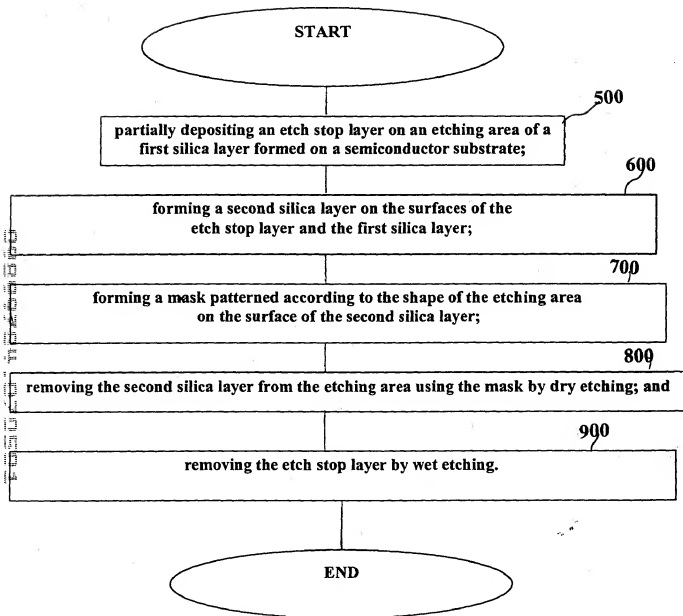 START
500
partially depositing an etch stop layer on an etching area of a
first silica layer formed on a semiconductor substrate;
600
forming a second silica layer on the surfaces of the
etch stop layer and the first silica layer;
700
forming a mask patterned according to the shape of the etching area
on the surface of the second silica layer;
800
removing the second silica layer from the etching area using the mask by dry etching; and
900
removing the etch stop layer by wet etching.
END